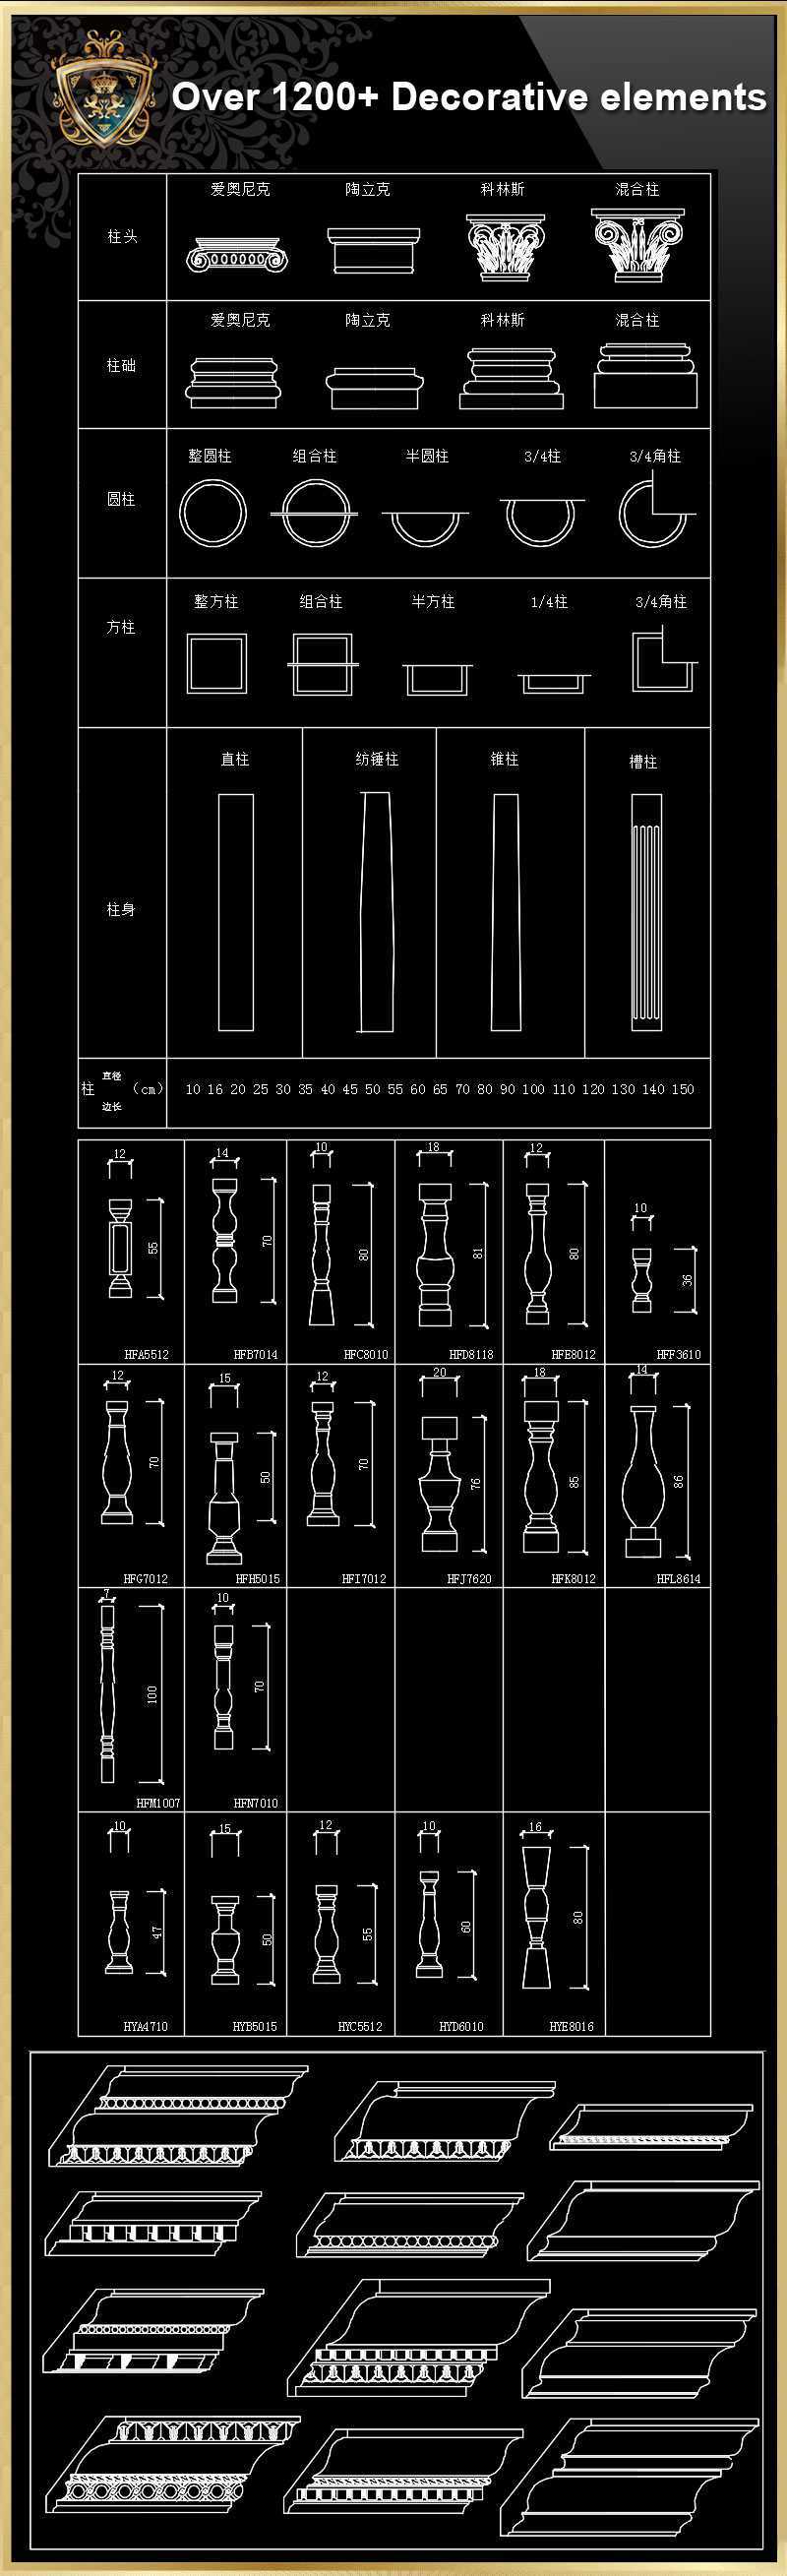 Over 1200+ Decorative elements
爱奥尼克 陶立克 科林斯 混合柱
柱头
爱奥尼克 陶立克 科林斯 混合柱
柱础
整圆柱 组合柱 半圆柱 3/4柱 3/4角柱
圆柱
整方柱 组合柱 半方柱 1/4柱 3/4角柱
方柱
直柱 纺锤柱 锥柱 槽柱
柱身
柱 直径 边长 (cm) 10 16 20 25 30 35 40 45 50 55 60 65 70 80 90 100 110 120 130 140 150
12 14 10 18 12 10
55 70 80 81 80 36
HFA5512 HFB7014 HFC8010 HFD8118 HFE8012 HFF3610
12 15 12 20 18 14
70 50 70 76 85 86
HFG7012 HFH5015 HFI7012 HFJ7620 HFK8012 HFL8614
7 10
100 70
HFM1007 HFN7010
10 15 12 10 16
47 50 55 60 80
HYA4710 HYB5015 HYC5512 HYD6010 HYE8016